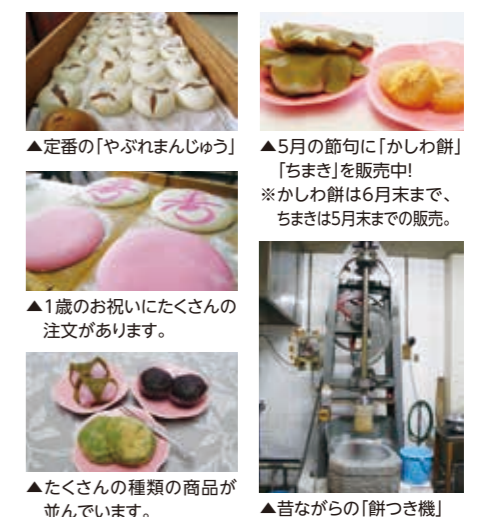 ▲定番の「やぶれまんじゅう」
▲1歳のお祝いにたくさんの
注文があります。
▲たくさんの種類の商品が
並んでいます。
▲5月の節句に「かしわ餅」
「ちまき」を販売中!
※かしわ餅は6月末まで、
ちまきは5月末までの販売。
▲昔ながらの「餅つき機」